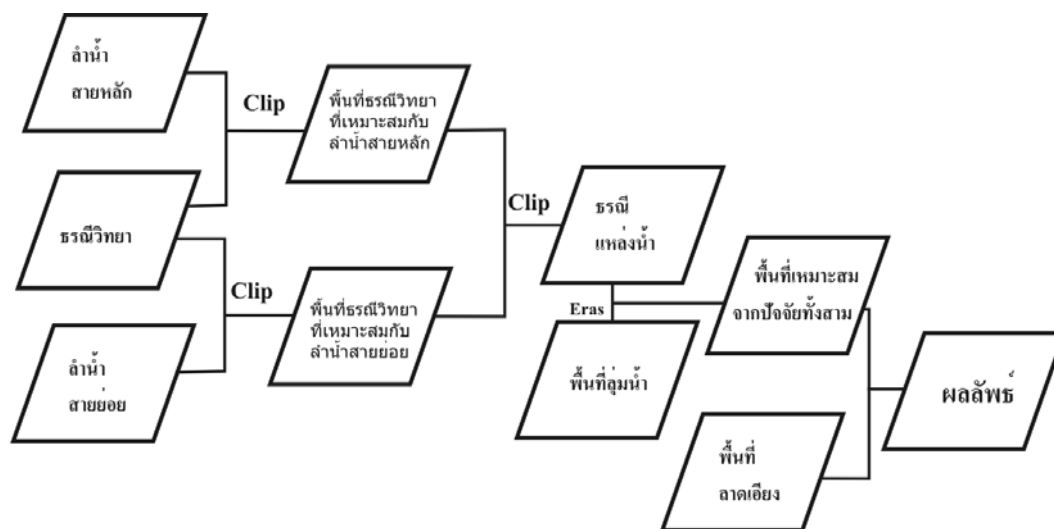 ลำน้ำ
สายหลัก
Clip
พื้นที่ธรณีวิทยา
ที่เหมาะสมกับ
ลำน้ำสายหลัก
ธรณีวิทยา
Clip
ธรณี
แหล่งน้ำ
Clip
พื้นที่ธรณีวิทยา
ที่เหมาะสมกับ
ลำน้ำสายย่อย
Eras
พื้นที่เหมาะสม
จากปัจจัยทั้งสาม
ลำน้ำ
สายย่อย
พื้นที่ลุ่มน้ำ
ผลลัพธ์
พื้นที่
ลาดเอียง